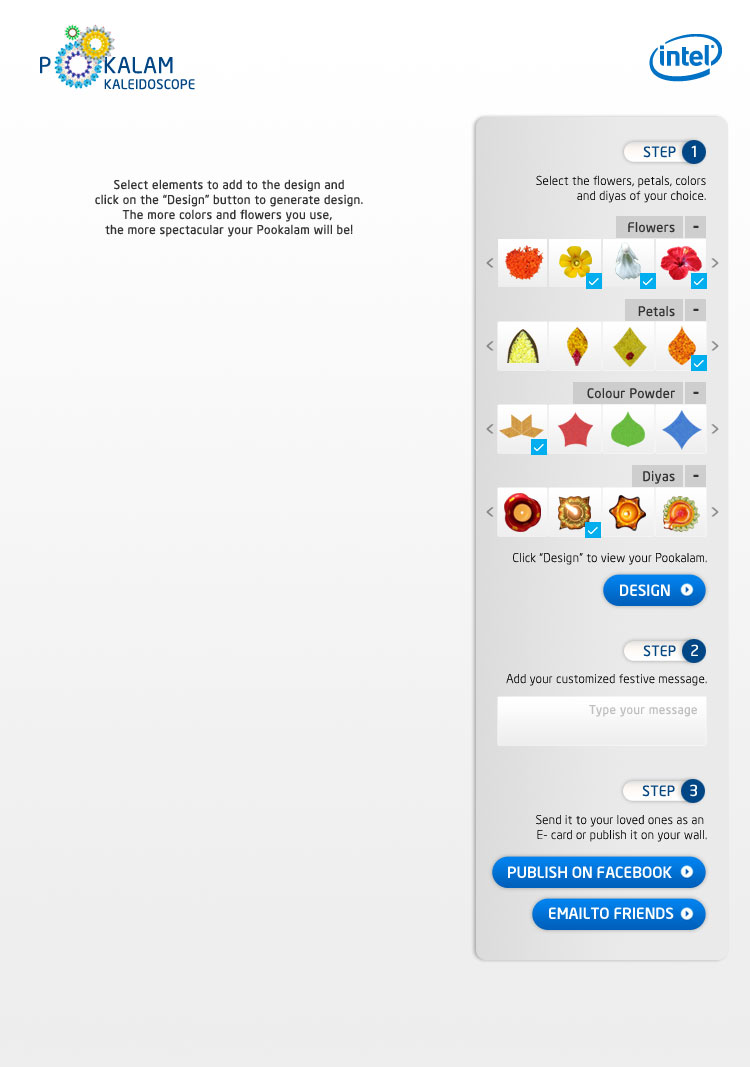 POOKALAM
KALEIDOSCOPE
intel
Select elements to add to the design and
click on the "Design" button to generate design.
The more colors and flowers you use,
the more spectacular your Pookalam will be!
STEP 1
Select the flowers, petals, colors
and diyas of your choice.
Flowers -
< >
Petals -
< >
Colour Powder -
< >
Diyas -
< >
Click "Design" to view your Pookalam.
DESIGN
STEP 2
Add your customized festive message.
Type your message
STEP 3
Send it to your loved ones as an
E- card or publish it on your wall.
PUBLISH ON FACEBOOK
EMAILTO FRIENDS